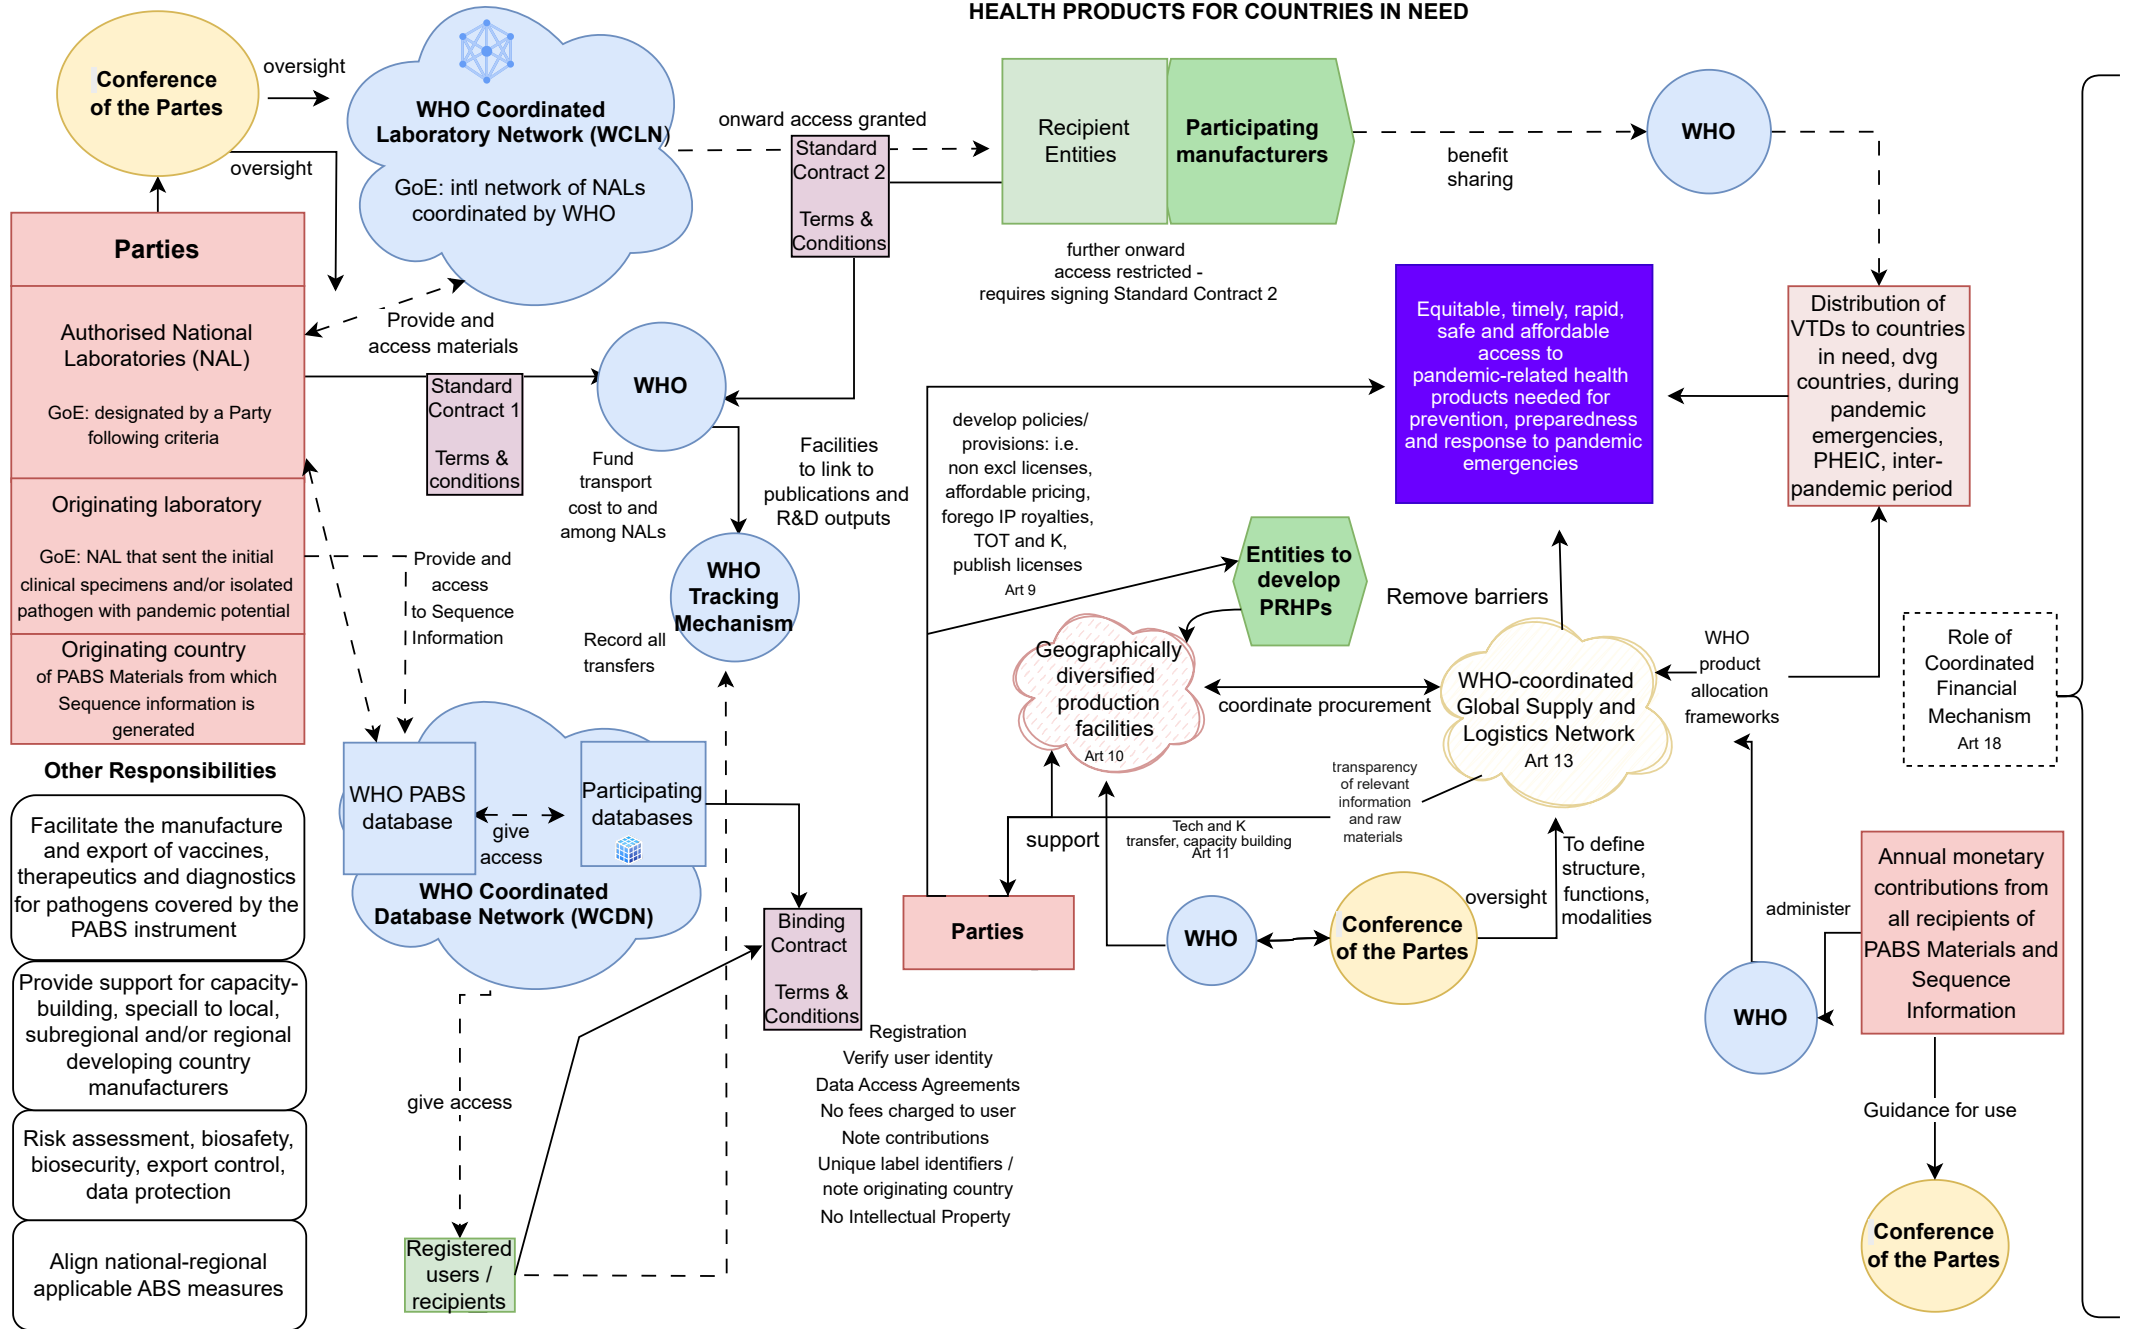 HEALTH PRODUCTS FOR COUNTRIES IN NEED
Conference
of the Partes
oversight
oversight
WHO Coordinated
Laboratory Network (WCLN)
GoE: intl network of NALs
coordinated by WHO
onward access granted
Standard
Contract 2
Terms &
Conditions
Recipient
Entities
Participating
manufacturers
further onward
access restricted -
requires signing Standard Contract 2
benefit
sharing
WHO
Parties
Authorised National
Laboratories (NAL)
GoE: designated by a Party
following criteria
Originating laboratory
GoE: NAL that sent the initial
clinical specimens and/or isolated
pathogen with pandemic potential
Originating country
of PABS Materials from which
Sequence information is
generated
Provide and
access materials
Standard
Contract 1
Terms &
conditions
WHO
Fund
transport
cost to and
among NALs
Facilities
to link to
publications and
R&D outputs
Provide and
access
to Sequence
Information
WHO
Tracking
Mechanism
Record all
transfers
develop policies/
provisions: i.e.
non excl licenses,
affordable pricing,
forego IP royalties,
TOT and K,
publish licenses
Art 9
Equitable, timely, rapid,
safe and affordable
access to
pandemic-related health
products needed for
prevention, preparedness
and response to pandemic
emergencies
Distribution of
VTDs to countries
in need, dvg
countries, during
pandemic
emergencies,
PHEIC, inter-
pandemic period
Entities to
develop
PRHPs
Remove barriers
Geographically
diversified
production
facilities
Art 10
coordinate procurement
WHO-coordinated
Global Supply and
Logistics Network
Art 13
WHO
product
allocation
frameworks
Role of
Coordinated
Financial
Mechanism
Art 18
transparency
of relevant
information
and raw
materials
support
Tech and K
transfer, capacity building
Art 11
Parties
WHO
Conference
of the Partes
oversight
To define
structure,
functions,
modalities
administer
WHO
Annual monetary
contributions from
all recipients of
PABS Materials and
Sequence
Information
Guidance for use
Conference
of the Partes
Other Responsibilities
Facilitate the manufacture
and export of vaccines,
therapeutics and diagnostics
for pathogens covered by the
PABS instrument
Provide support for capacity-
building, speciall to local,
subregional and/or regional
developing country
manufacturers
Risk assessment, biosafety,
biosecurity, export control,
data protection
Align national-regional
applicable ABS measures
WHO PABS
database
give
access
Participating
databases
WHO Coordinated
Database Network (WCDN)
give access
Registered
users /
recipients
Binding
Contract
Terms &
Conditions
Registration
Verify user identity
Data Access Agreements
No fees charged to user
Note contributions
Unique label identifiers /
note originating country
No Intellectual Property